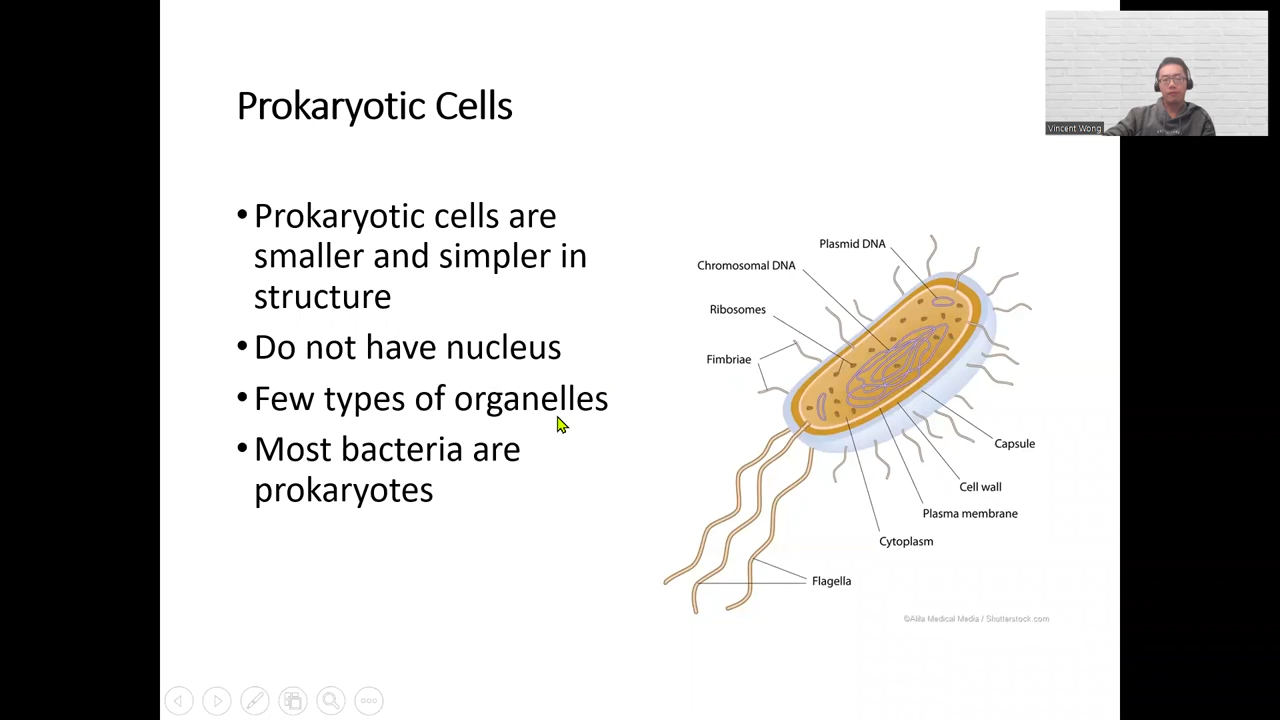 Prokaryotic Cells
Vincent Wong
• Prokaryotic cells are
smaller and simpler in
structure
• Do not have nucleus
• Few types of organelles
• Most bacteria are
prokaryotes
Plasmid DNA
Chromosomal DNA
Ribosomes
Fimbriae
Capsule
Cell wall
Plasma membrane
Cytoplasm
Flagella
©Alila Medical Media / Shutterstock.com